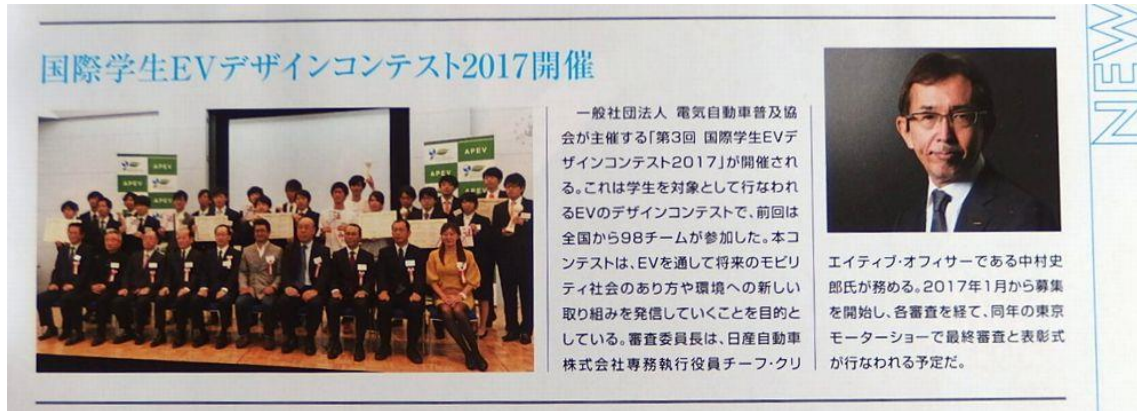 国際学生EVデザインコンテスト2017開催
APEV
APEV
APEV
APEV
一般社団法人 電気自動車普及協
会が主催する「第3回 国際学生EVデ
ザインコンテスト2017」が開催され
る。これは学生を対象として行なわれ
るEVのデザインコンテストで、前回は
全国から98チームが参加した。本コ
ンテストは、EVを通して将来のモビリ
ティ社会のあり方や環境への新しい
取り組みを発信していくことを目的と
している。審査委員長は、日産自動車
株式会社専務執行役員チーフ・クリ
エイティブ・オフィサーである中村史
郎氏が務める。2017年1月から募集
を開始し、各審査を経て、同年の東京
モーターショーで最終審査と表彰式
が行なわれる予定だ。
NEW